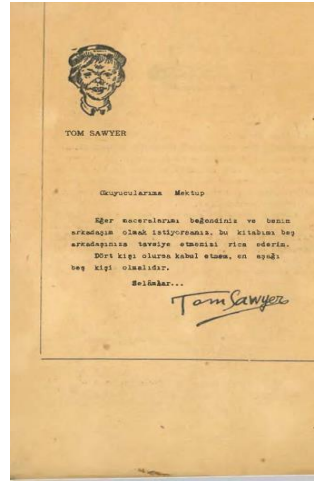 TOM SAWYER
Okuyucularıma Mektup
Eğer maceralarımı beğendiniz ve benim
arkadaşım olmak istiyorsanız, bu kitabımı beş
arkadaşınıza tavsiye etmenizi rica ederim.
Dört kişi olursa kabul etmem, en aşağı
beş kişi olmalıdır.
Selâmlar...
Tom Sawyer